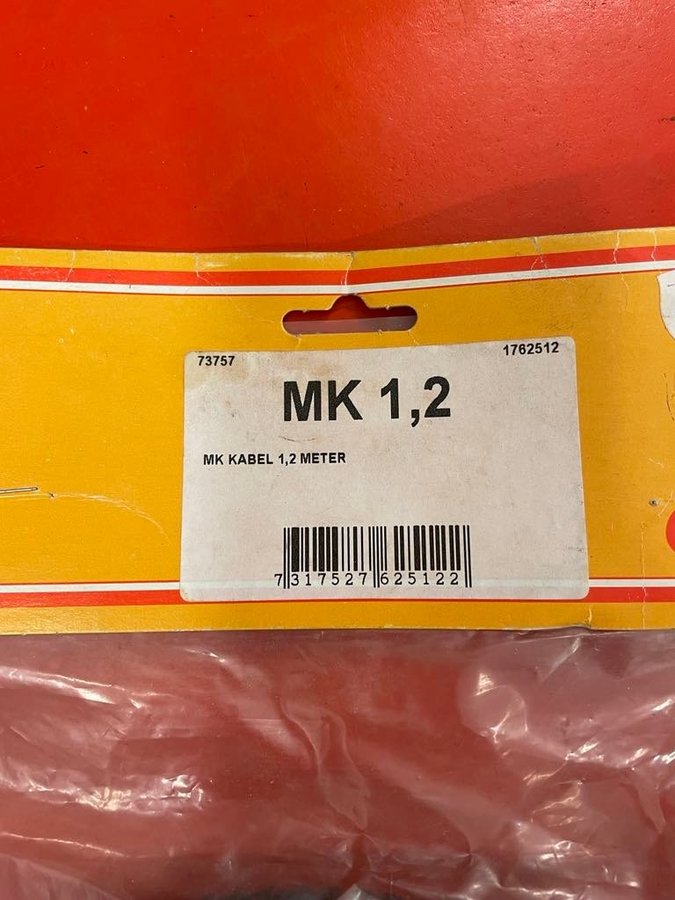 73757 1762512
MK 1,2
MK KABEL 1,2 METER
7 317527 625122